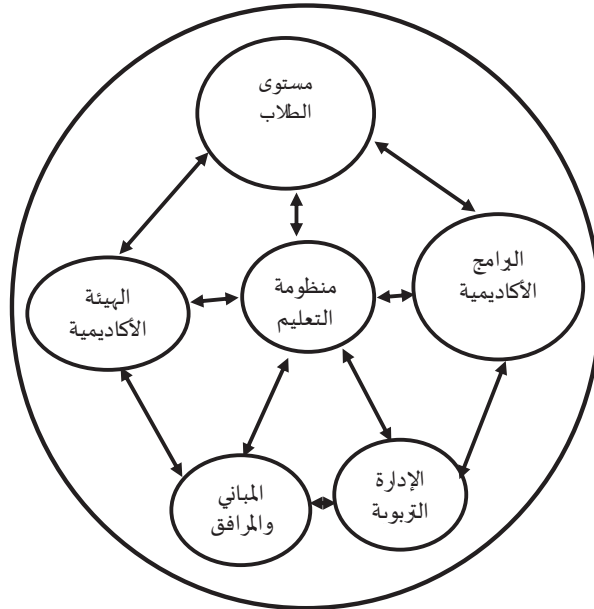 مستوى
الطلاب
البرامج
الأكاديمية
منظومة
التعليم
الهيئة
الأكاديمية
الإدارة
التربوية
المباني
والمرافق